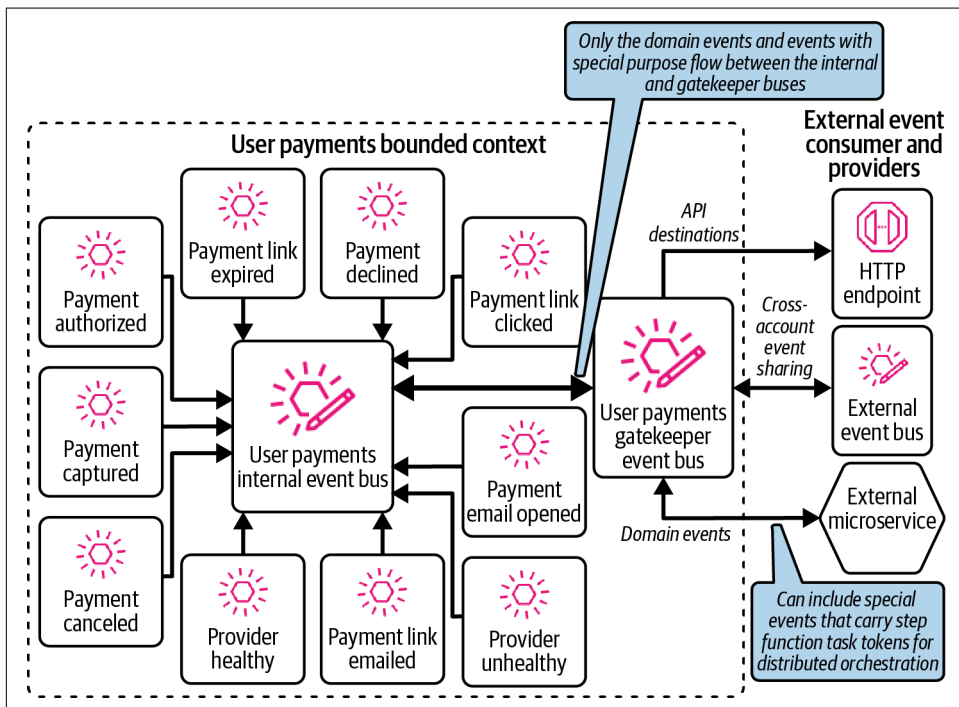 Only the domain events and events with
special purpose flow between the internal
and gatekeeper buses
User payments bounded context
External event
consumer and
providers
Payment
authorized
Payment link
expired
Payment
declined
Payment link
clicked
API
destinations
HTTP
endpoint
Payment
captured
User payments
internal event bus
User payments
gatekeeper
event bus
Cross-
account
event
sharing
External
event bus
Payment
canceled
Provider
healthy
Payment link
emailed
Payment
email opened
Provider
unhealthy
Domain events
External
microservice
Can include special
events that carry step
function task tokens for
distributed orchestration